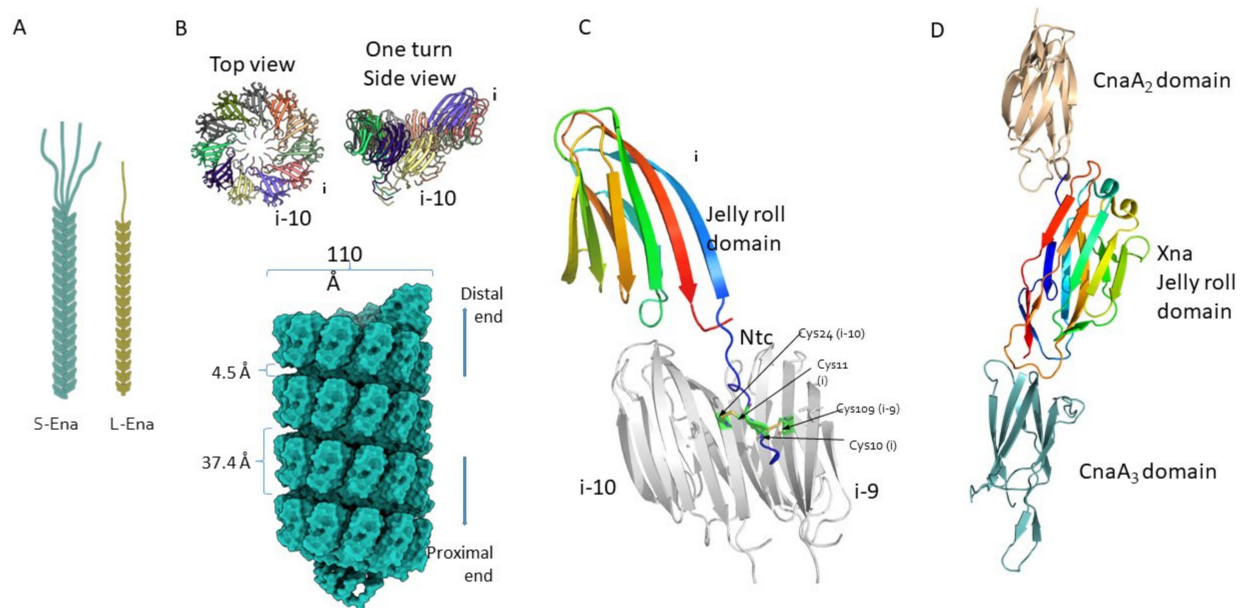 A
S-Ena
L-Ena
B
Top view
i
i-10
One turn
Side view
i
i-10
110
Å
Distal
end
4.5 Å
37.4 Å
Proximal
end
C
i
Jelly roll
domain
Ntc
Cys24 (i-10)
Cys11
(i)
Cys109 (i-9)
Cys10 (i)
i-10
i-9
D
CnaA₂ domain
Xna
Jelly roll
domain
CnaA₃ domain